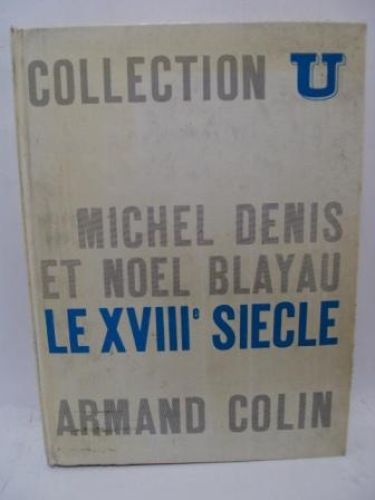 COLLECTION U
MICHEL DENIS
ET NOEL BLAYAU
LE XVIIIe SIECLE
ARMAND COLIN